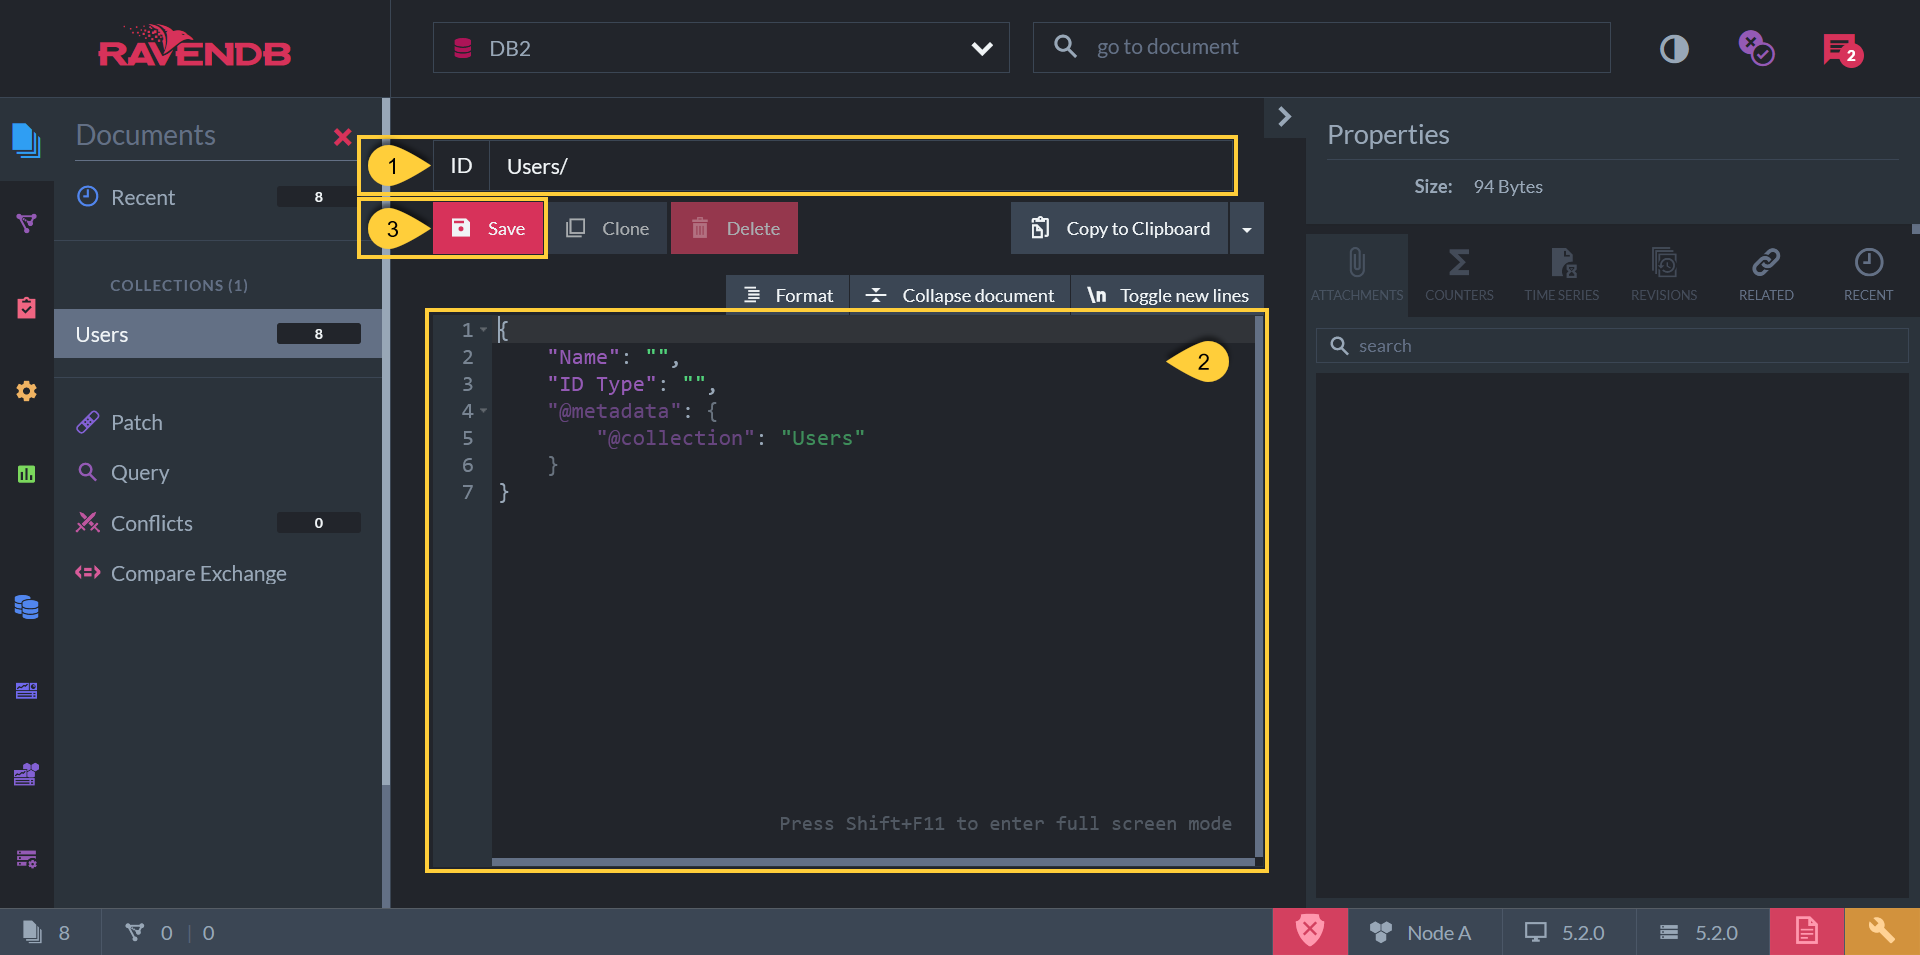 RAVENDB
DB2
go to document
2
Documents
Recent 8
COLLECTIONS (1)
Users 8
Patch
Query
Conflicts 0
Compare Exchange
1 ID Users/
3 Save Clone Delete Copy to Clipboard
Format Collapse document \n Toggle new lines
1 {
2 "Name": "",
3 "ID Type": "",
4 "@metadata": {
5 "@collection": "Users"
6 }
7 }
2
Press Shift+F11 to enter full screen mode
Properties
Size: 94 Bytes
ATTACHMENTS COUNTERS TIME SERIES REVISIONS RELATED RECENT
search
8 0 | 0 Node A 5.2.0 5.2.0